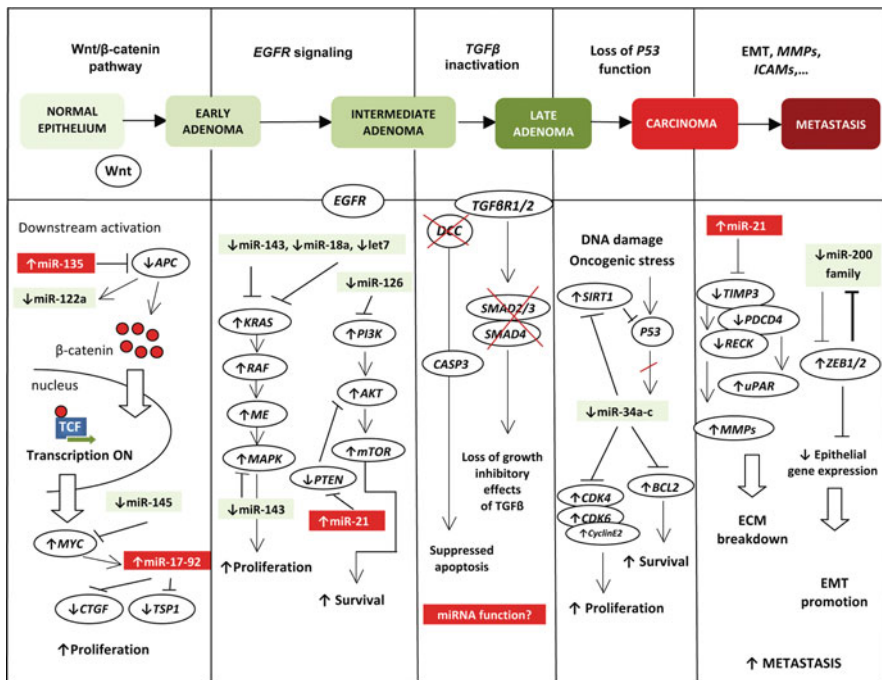 Wnt/β-catenin
pathway
EGFR signaling
TGFβ
inactivation
Loss of P53
function
EMT, MMPs,
ICAMs,...
NORMAL
EPITHELIUM
EARLY
ADENOMA
INTERMEDIATE
ADENOMA
LATE
ADENOMA
CARCINOMA
METASTASIS
Wnt
Downstream activation
↑miR-135
↓APC
↓miR-122a
β-catenin
nucleus
TCF
Transcription ON
↓miR-145
↑MYC
↑miR-17-92
↓CTGF
↓TSP1
↑Proliferation
EGFR
↓miR-143, ↓miR-18a, ↓let7
↓miR-126
↑KRAS
↑PI3K
↑RAF
↑AKT
↑ME
↑MAPK
↑mTOR
↓PTEN
↓miR-143
↑miR-21
↑Proliferation
↑ Survival
TGFβR1/2
DCC
SMAD2/3
SMAD4
CASP3
Loss of growth
inhibitory
effects
of TGFβ
Suppressed
apoptosis
miRNA function?
DNA damage
Oncogenic stress
↑SIRT1
P53
↓miR-34a-c
↑CDK4
↑CDK6
↑CyclinE2
↑BCL2
↑ Survival
↑ Proliferation
↑miR-21
↓miR-200
family
↓TIMP3
↓PDCD4
↓RECK
↑ZEB1/2
↑uPAR
↑MMPs
↓ Epithelial
gene expression
ECM
breakdown
EMT
promotion
↑ METASTASIS